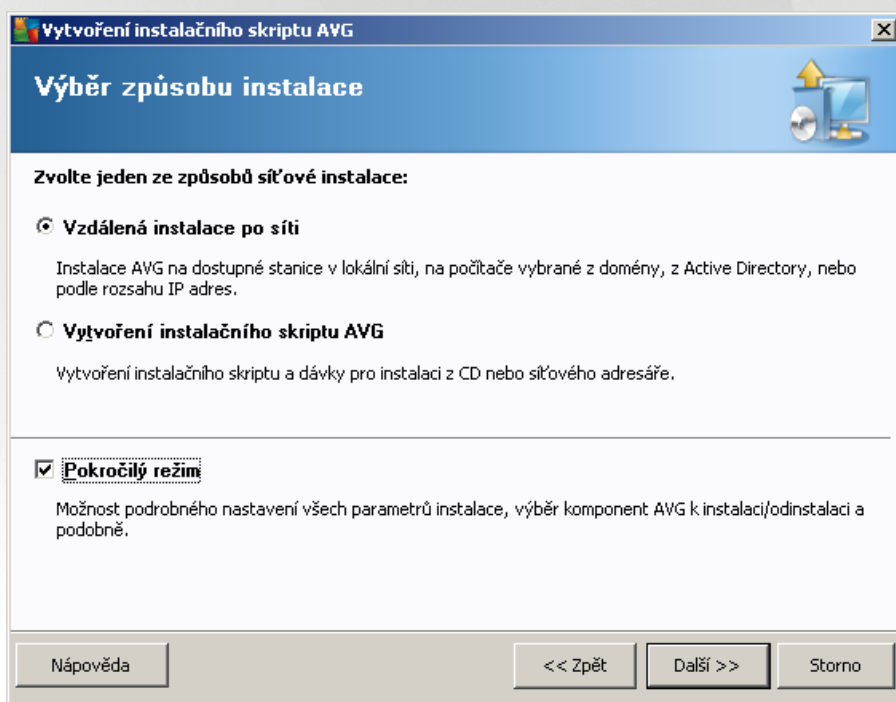 Vytvoření instalačního skriptu AVG
Výběr způsobu instalace
Zvolte jeden ze způsobů síťové instalace:
Vzdálená instalace po síti
Instalace AVG na dostupné stanice v lokální síti, na počítače vybrané z domény, z Active Directory, nebo
podle rozsahu IP adres.
Vytvoření instalačního skriptu AVG
Vytvoření instalačního skriptu a dávky pro instalaci z CD nebo síťového adresáře.
Pokročilý režim
Možnost podrobného nastavení všech parametrů instalace, výběr komponent AVG k instalaci/odinstalaci a
podobně.
Nápověda
<< Zpět
Další >>
Storno